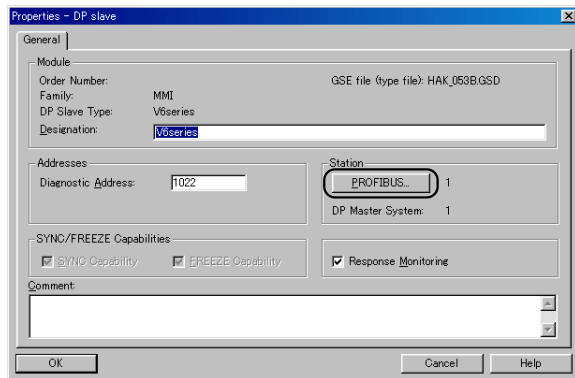 Properties - DP slave
General
Module
Order Number: GSE file (type file): HAK_053B.GSD
Family: MMI
DP Slave Type: V6series
Designation: V6series
Addresses
Diagnostic Address: 1022
Station
PROFIBUS... 1
DP Master System: 1
SYNC/FREEZE Capabilities
SYNC Capability FREEZE Capability
Response Monitoring
Comment:
OK Cancel Help